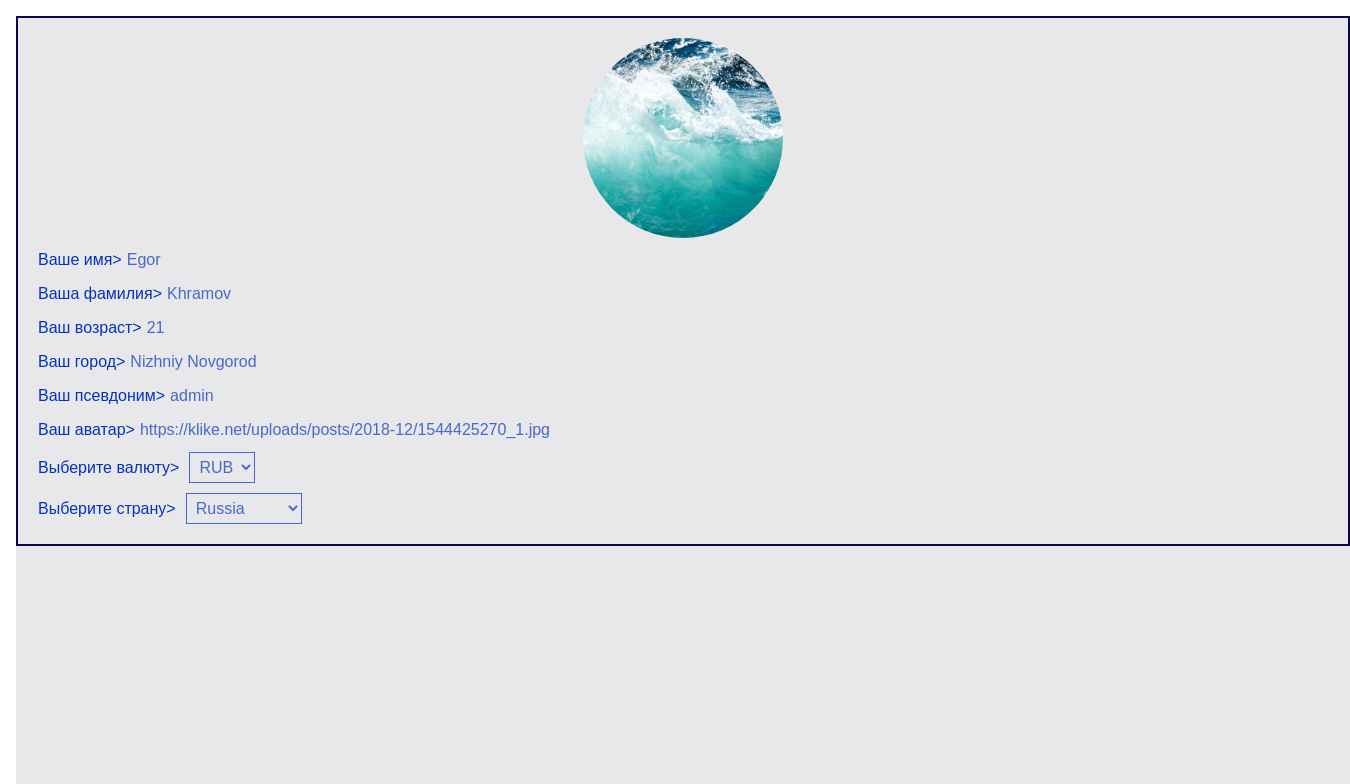 Ваше имя> Egor
Ваша фамилия> Khramov
Ваш возраст> 21
Ваш город> Nizhniy Novgorod
Ваш псевдоним> admin
Ваш аватар> https://klike.net/uploads/posts/2018-12/1544425270_1.jpg
Выберите валюту> RUB
Выберите страну> Russia